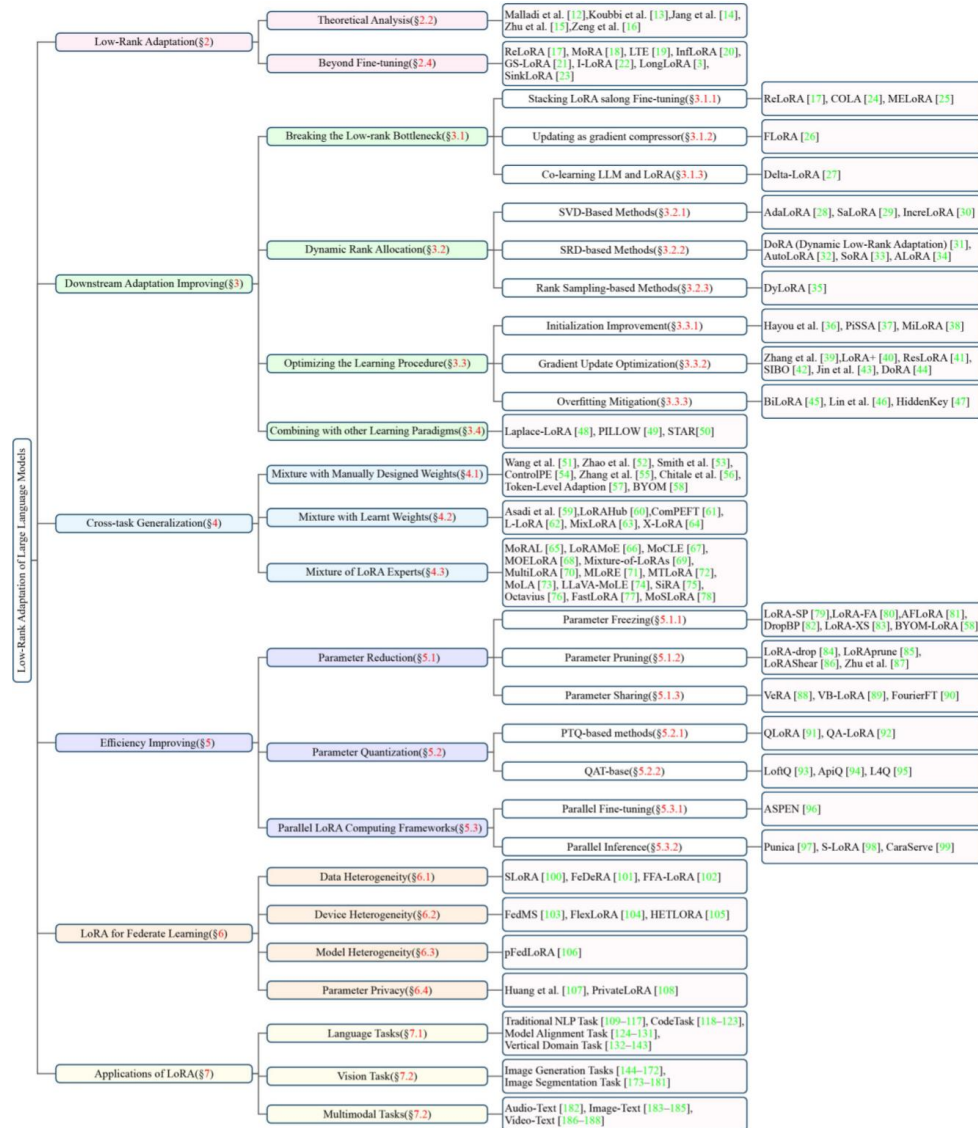 Low-Rank Adaptation of Large Language Models
Low-Rank Adaptation(§2)
Theoretical Analysis(§2.2)
Malladi et al. [12],Koubbi et al. [13],Jang et al. [14],
Zhu et al. [15],Zeng et al. [16]
Beyond Fine-tuning(§2.4)
ReLoRA [17], MoRA [18], LTE [19], InfLoRA [20],
GS-LoRA [21], I-LoRA [22], LongLoRA [3],
SinkLoRA [23]
Downstream Adaptation Improving(§3)
Breaking the Low-rank Bottleneck(§3.1)
Stacking LoRA salong Fine-tuning(§3.1.1)
ReLoRA [17], COLA [24], MELoRA [25]
Updating as gradient compressor(§3.1.2)
FLoRA [26]
Co-learning LLM and LoRA(§3.1.3)
Delta-LoRA [27]
Dynamic Rank Allocation(§3.2)
SVD-Based Methods(§3.2.1)
AdaLoRA [28], SaLoRA [29], IncreLoRA [30]
SRD-based Methods(§3.2.2)
DoRA (Dynamic Low-Rank Adaptation) [31],
AutoLoRA [32], SoRA [33], ALoRA [34]
Rank Sampling-based Methods(§3.2.3)
DyLoRA [35]
Optimizing the Learning Procedure(§3.3)
Initialization Improvement(§3.3.1)
Hayou et al. [36], PiSSA [37], MiLoRA [38]
Gradient Update Optimization(§3.3.2)
Zhang et al. [39],LoRA+ [40], ResLoRA [41],
SIBO [42], Jin et al. [43], DoRA [44]
Overfitting Mitigation(§3.3.3)
BiLoRA [45], Lin et al. [46], HiddenKey [47]
Combining with other Learning Paradigms(§3.4)
Laplace-LoRA [48], PILLOW [49], STAR[50]
Cross-task Generalization(§4)
Mixture with Manually Designed Weights(§4.1)
Wang et al. [51], Zhao et al. [52], Smith et al. [53],
ControlPE [54], Zhang et al. [55], Chitale et al. [56],
Token-Level Adaption [57], BYOM [58]
Mixture with Learnt Weights(§4.2)
Asadi et al. [59],LoRAHub [60],ComPEFT [61],
L-LoRA [62], MixLoRA [63], X-LoRA [64]
Mixture of LoRA Experts(§4.3)
MoRAL [65], LoRAMoE [66], MoCLE [67],
MOELoRA [68], Mixture-of-LoRAs [69],
MultiLoRA [70], MLoRE [71], MTLoRA [72],
MoLA [73], LLaVA-MoLE [74], SiRA [75],
Octavius [76], FastLoRA [77], MoSLoRA [78]
Efficiency Improving(§5)
Parameter Reduction(§5.1)
Parameter Freezing(§5.1.1)
LoRA-SP [79],LoRA-FA [80],AFLoRA [81],
DropBP [82], LoRA-XS [83], BYOM-LoRA [58]
Parameter Pruning(§5.1.2)
LoRA-drop [84], LoRAprune [85],
LoRAShear [86], Zhu et al. [87]
Parameter Sharing(§5.1.3)
VeRA [88], VB-LoRA [89], FourierFT [90]
Parameter Quantization(§5.2)
PTQ-based methods(§5.2.1)
QLoRA [91], QA-LoRA [92]
QAT-base(§5.2.2)
LoftQ [93], ApiQ [94], L4Q [95]
Parallel LoRA Computing Frameworks(§5.3)
Parallel Fine-tuning(§5.3.1)
ASPEN [96]
Parallel Inference(§5.3.2)
Punica [97], S-LoRA [98], CaraServe [99]
LoRA for Federate Learning(§6)
Data Heterogeneity(§6.1)
SLoRA [100], FeDeRA [101], FFA-LoRA [102]
Device Heterogeneity(§6.2)
FedMS [103], FlexLoRA [104], HETLORA [105]
Model Heterogeneity(§6.3)
pFedLoRA [106]
Parameter Privacy(§6.4)
Huang et al. [107], PrivateLoRA [108]
Applications of LoRA(§7)
Language Tasks(§7.1)
Traditional NLP Task [109–117], CodeTask [118–123],
Model Alignment Task [124–131],
Vertical Domain Task [132–143]
Vision Task(§7.2)
Image Generation Tasks [144–172],
Image Segmentation Task [173–181]
Multimodal Tasks(§7.2)
Audio-Text [182], Image-Text [183–185],
Video-Text [186–188]